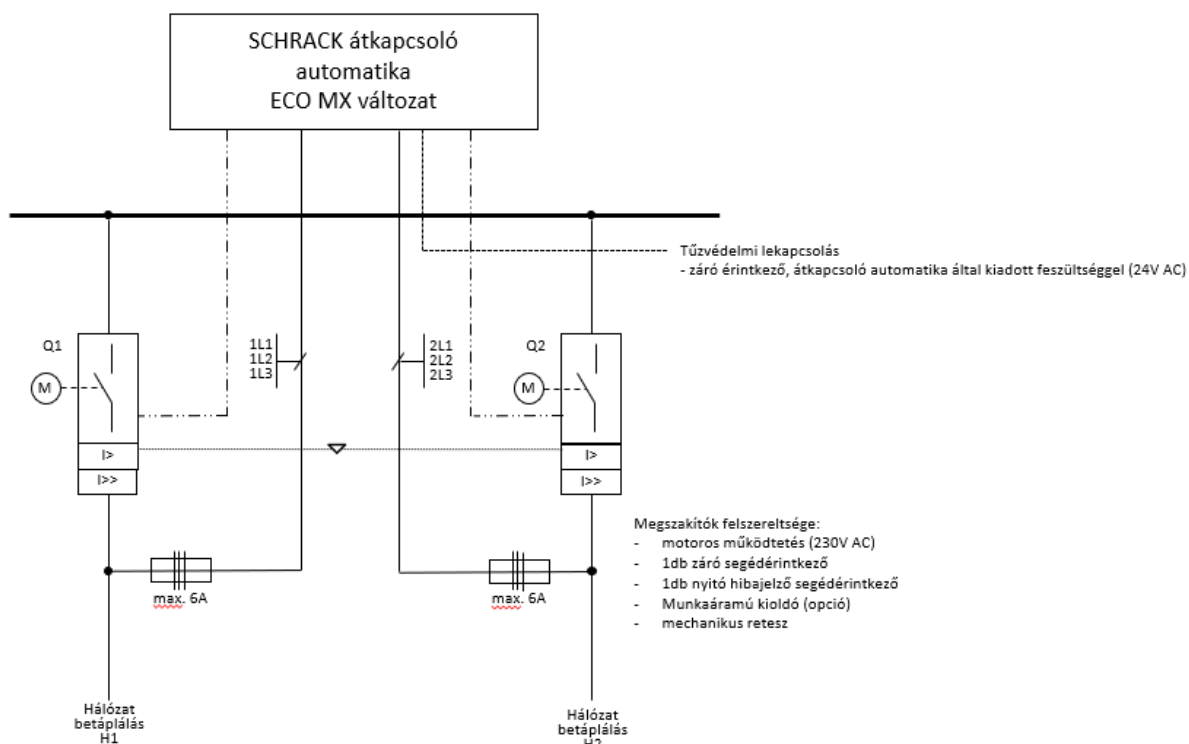 SCHRACK átkapcsoló
automatika
ECO MX változat
Tűzvédelmi lekapcsolás
- záró érintkező, átkapcsoló automatika által kiadott feszültséggel (24V AC)
Q1
M
I>
I>>
1L1
1L2
1L3
2L1
2L2
2L3
Q2
M
I>
I>>
max. 6A
max. 6A
Megszakítók felszereltsége:
- motoros működtetés (230V AC)
- 1db záró segédérintkező
- 1db nyitó hibajelző segédérintkező
- Munkaáramú kioldó (opció)
- mechanikus retesz
Hálózat
betáplálás
H1
Hálózat
betáplálás
H2